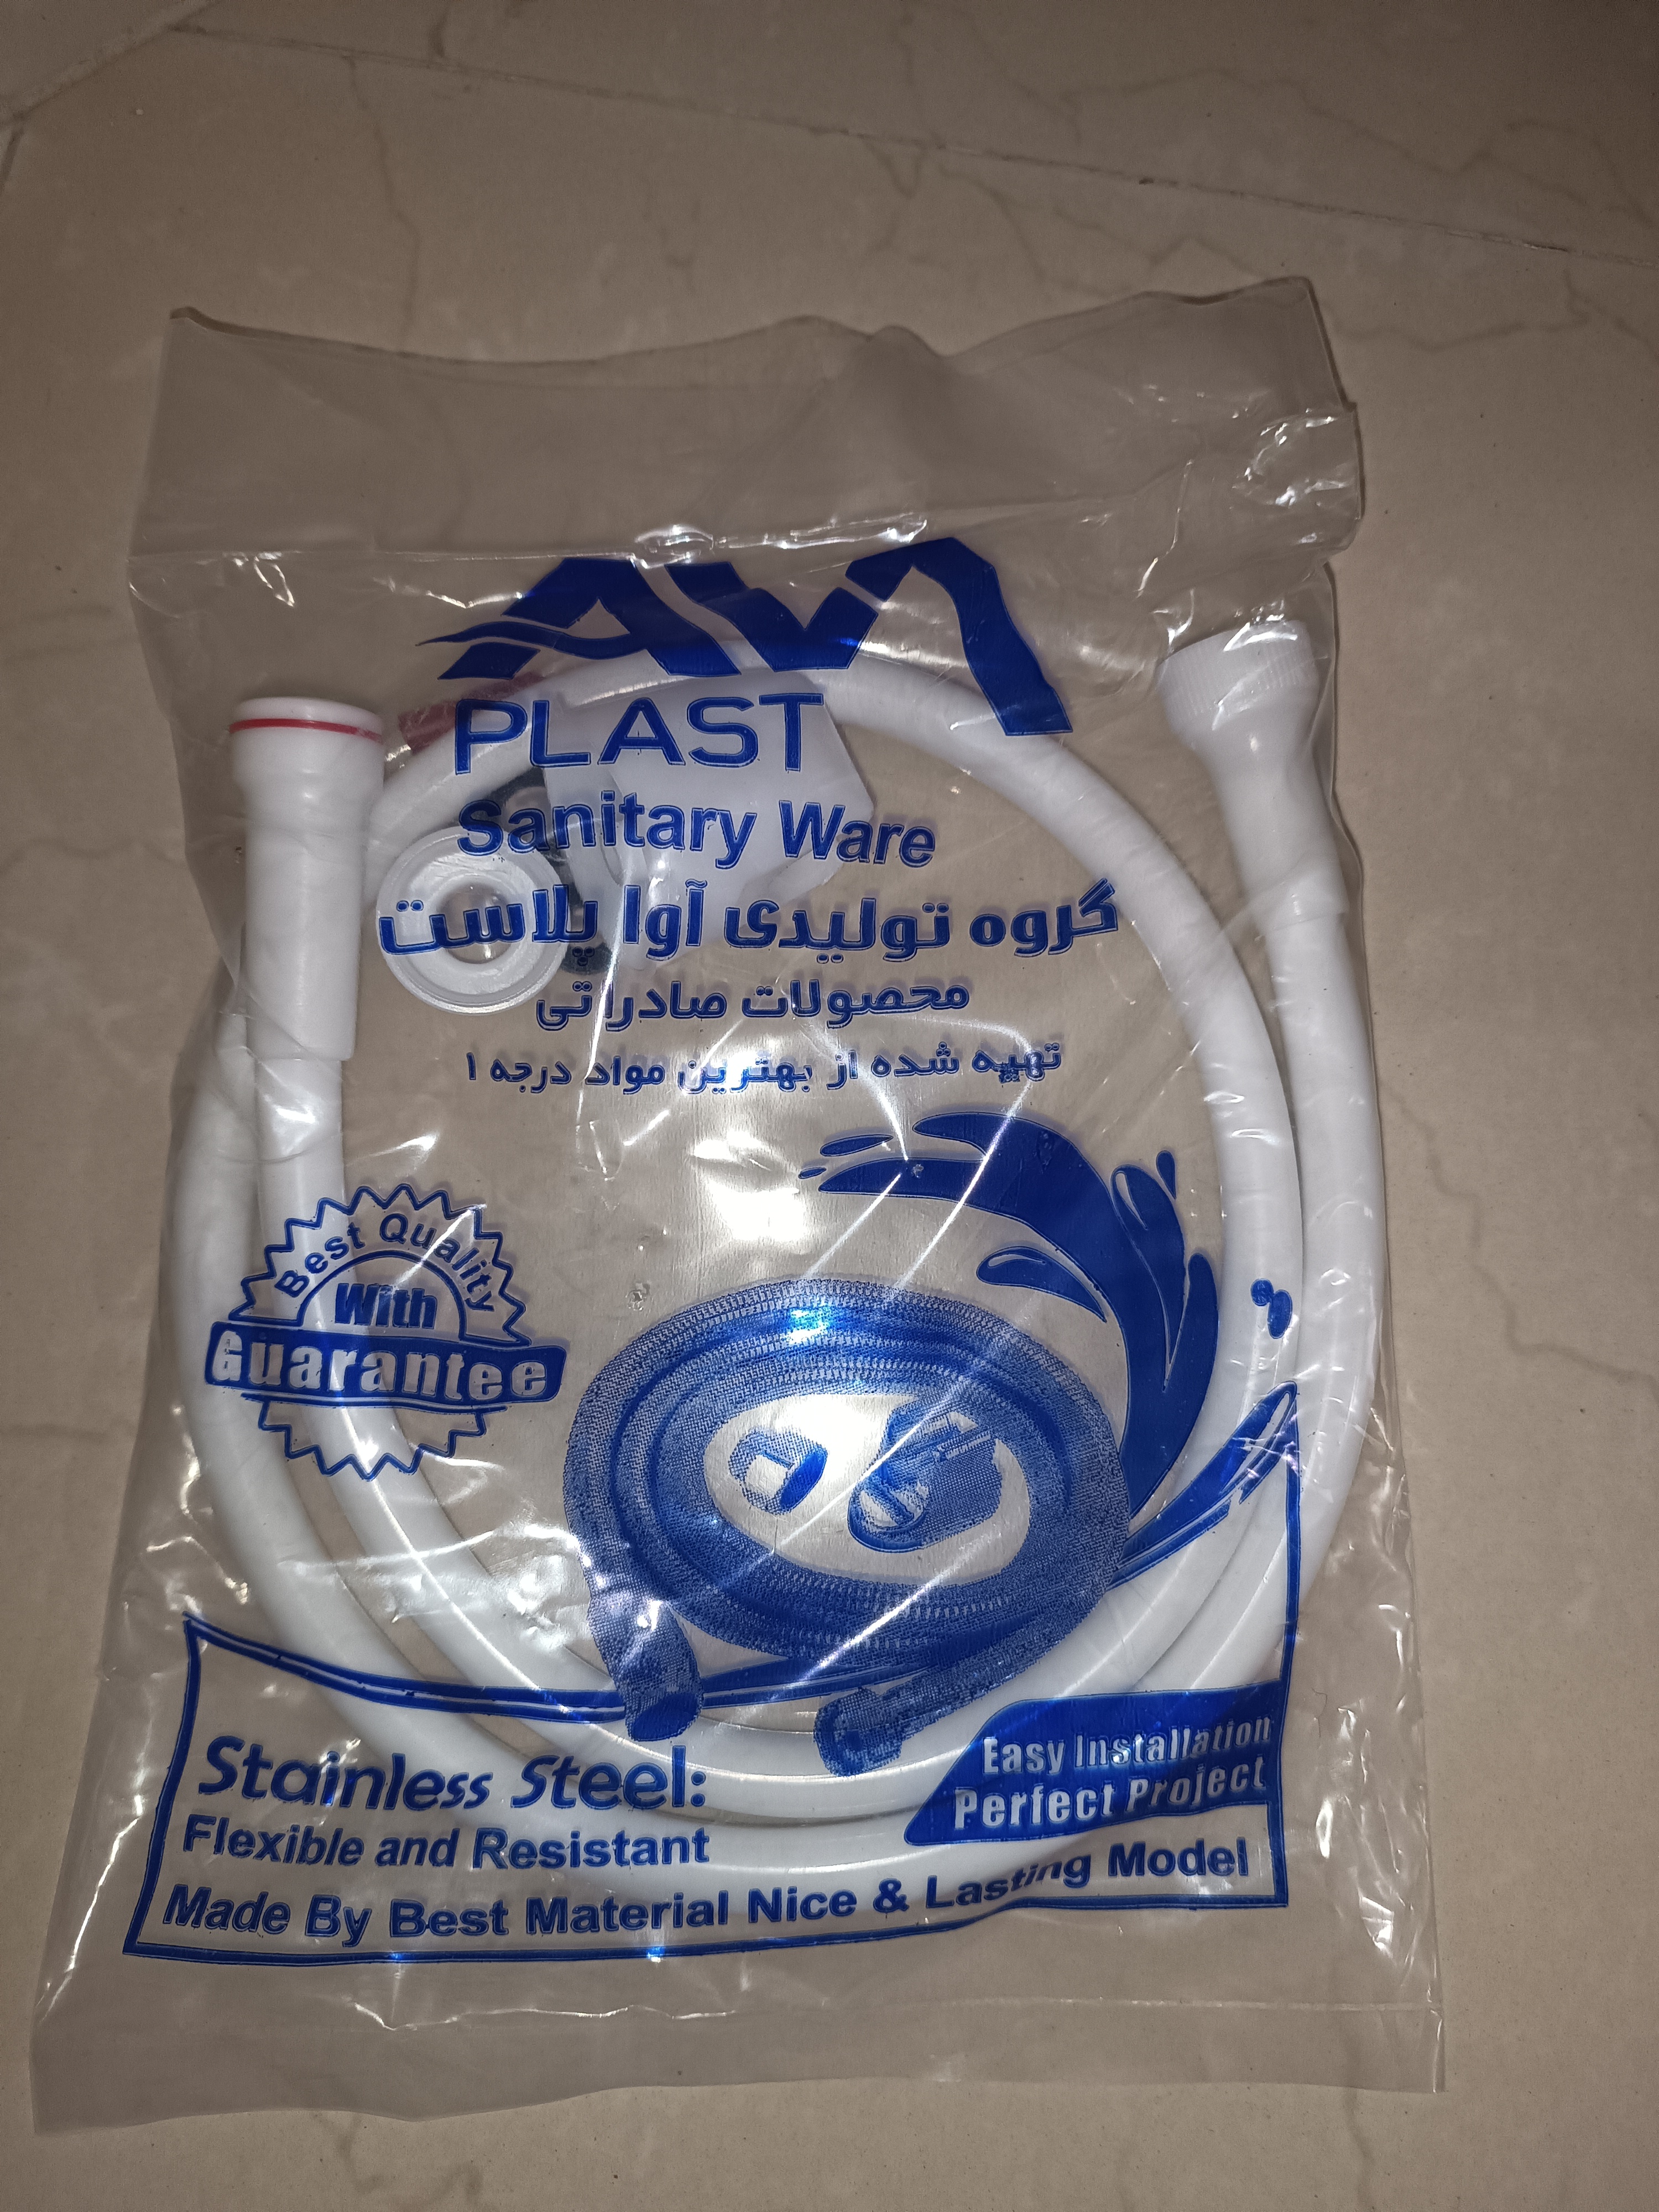 AVA
PLAST
Sanitary Ware
گروه تولیدی آوا پلاست
محصولات صادراتی
تهیه شده از بهترین مواد درجه ۱
Best Quality
With
Guarantee
Easy Installation
Perfect Project
Stainless Steel:
Flexible and Resistant
Made By Best Material Nice & Lasting Model